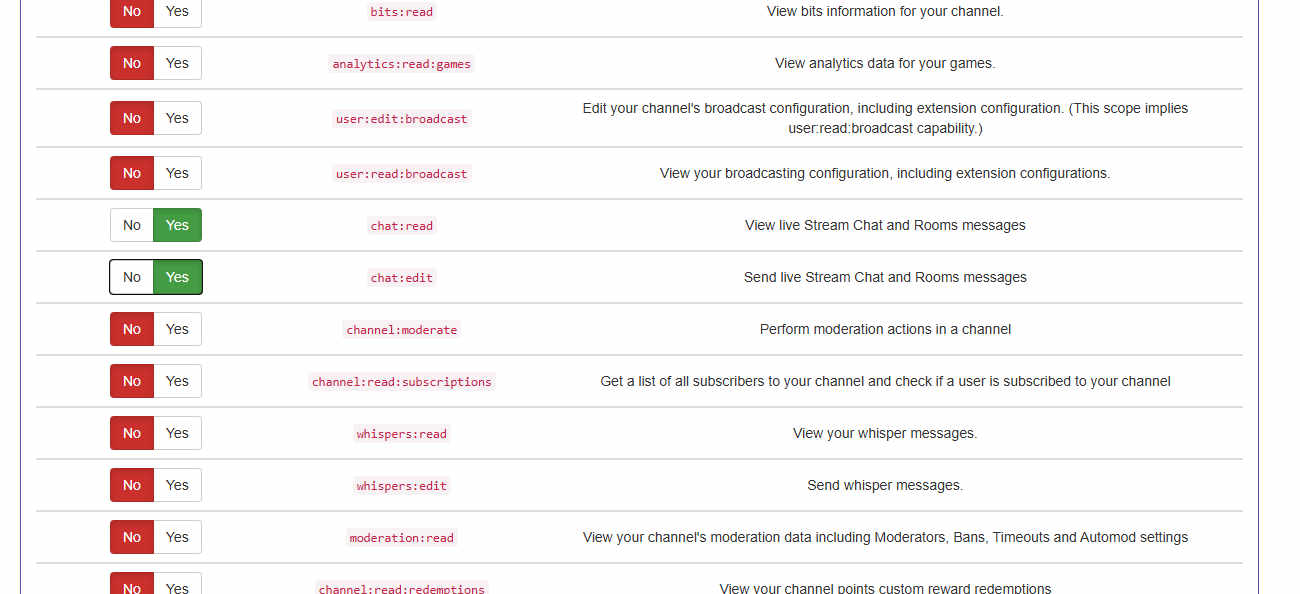 No Yes bits:read View bits information for your channel.
No Yes analytics:read:games View analytics data for your games.
No Yes user:edit:broadcast Edit your channel's broadcast configuration, including extension configuration. (This scope implies
user:read:broadcast capability.)
No Yes user:read:broadcast View your broadcasting configuration, including extension configurations.
No Yes chat:read View live Stream Chat and Rooms messages
No Yes chat:edit Send live Stream Chat and Rooms messages
No Yes channel:moderate Perform moderation actions in a channel
No Yes channel:read:subscriptions Get a list of all subscribers to your channel and check if a user is subscribed to your channel
No Yes whispers:read View your whisper messages.
No Yes whispers:edit Send whisper messages.
No Yes moderation:read View your channel's moderation data including Moderators, Bans, Timeouts and Automod settings
No Yes channel:read:redemptions View your channel points custom reward redemptions